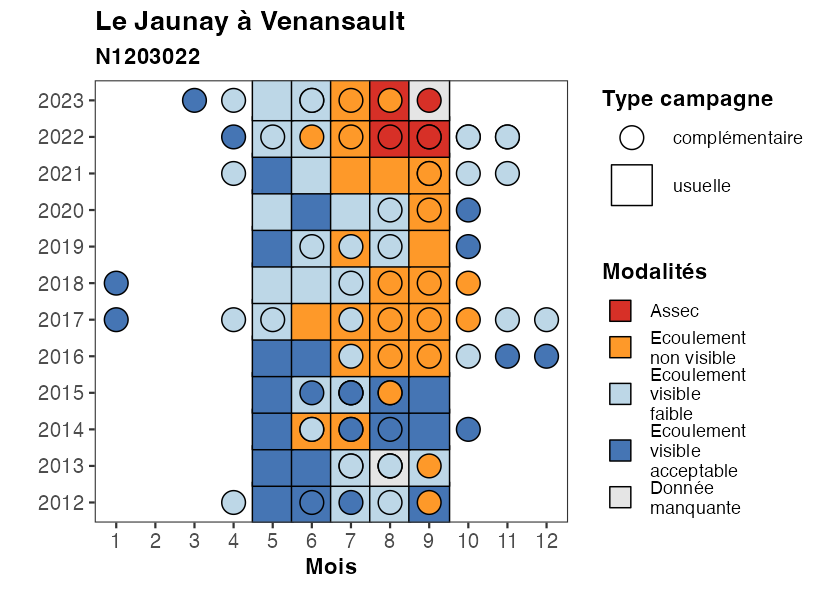 Le Jaunay à Venansault
N1203022
2023
2022
2021
2020
2019
2018
2017
2016
2015
2014
2013
2012
1 2 3 4 5 6 7 8 9 10 11 12
Mois
Type campagne
complémentaire
usuelle
Modalités
Assec
Ecoulement
non visible
Ecoulement
visible
faible
Ecoulement
visible
acceptable
Donnée
manquante